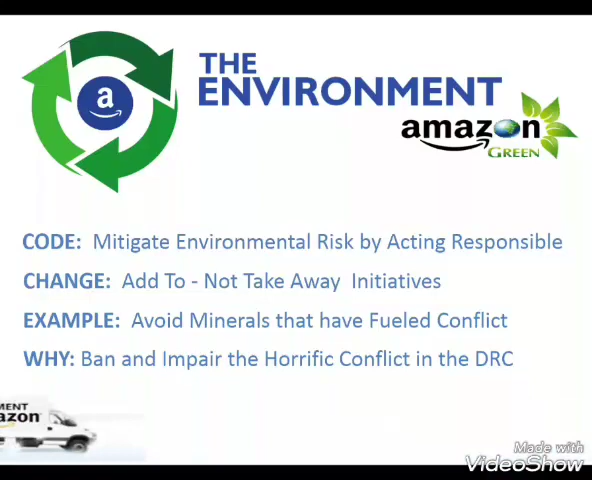 THE
ENVIRONMENT
a
amazon
GREEN
CODE: Mitigate Environmental Risk by Acting Responsible
CHANGE: Add To - Not Take Away Initiatives
EXAMPLE: Avoid Minerals that have Fueled Conflict
WHY: Ban and Impair the Horrific Conflict in the DRC
MENT
azon
Made with
VideoShow